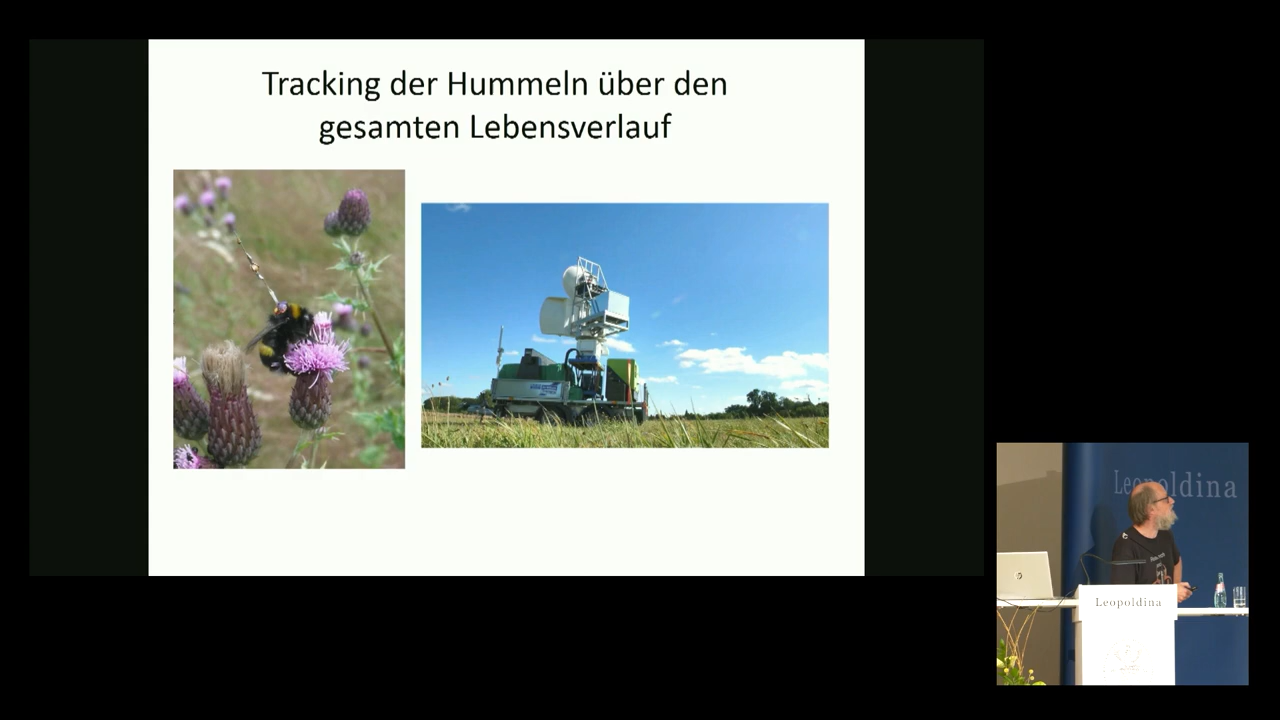 Tracking der Hummeln über den
gesamten Lebensverlauf
Leopoldina
Leopoldina